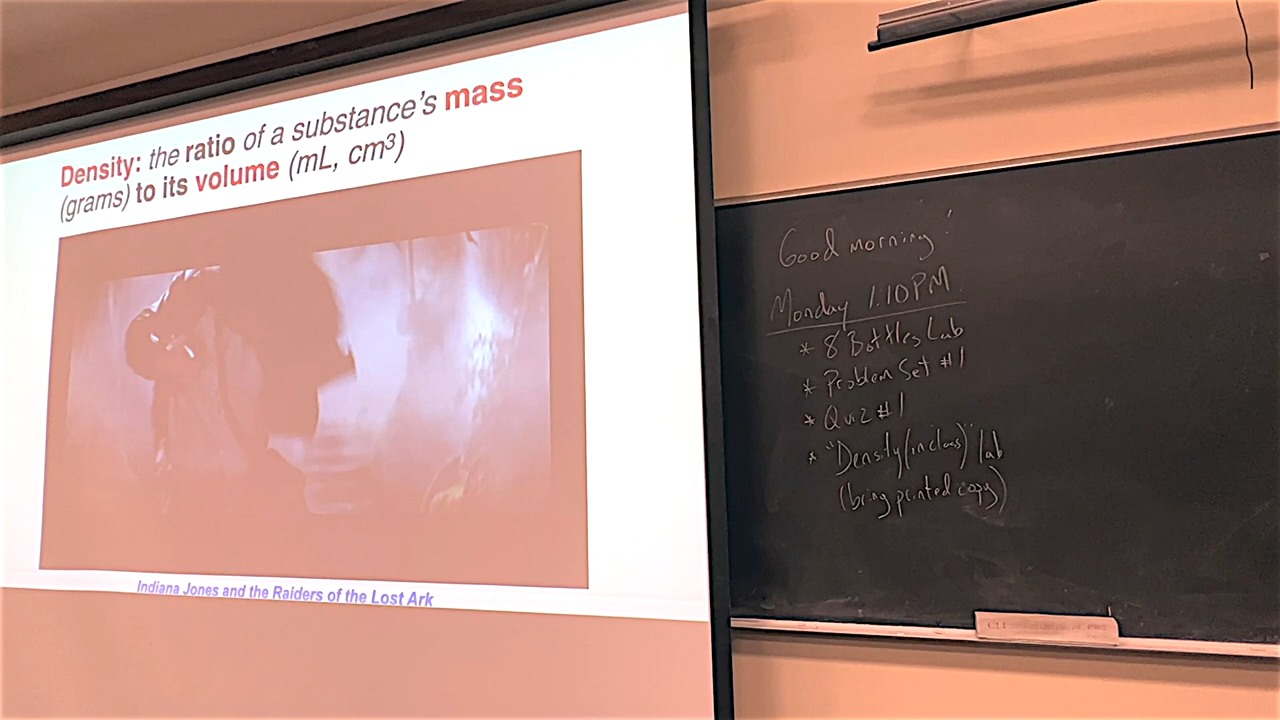 Density: the ratio of a substance's mass
(grams) to its volume (mL, cm³)
Indiana Jones and the Raiders of the Lost Ark
Good morning!
Monday 1:10PM
* 8 Bottles Lab
* Problem Set #1
* Quiz #1
* "Density (in class)" lab
(bring printed copy)